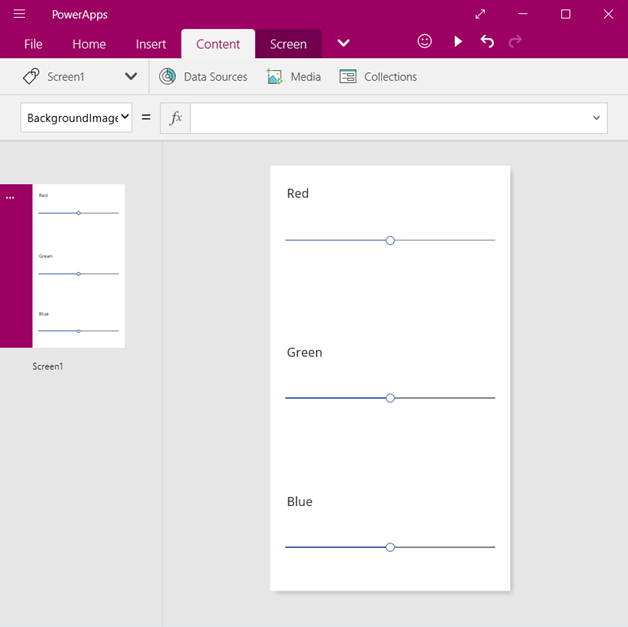 PowerApps
File Home Insert Content Screen
Screen1 Data Sources Media Collections
BackgroundImage = fx
Red
Green
Blue
Screen1
Red
Green
Blue